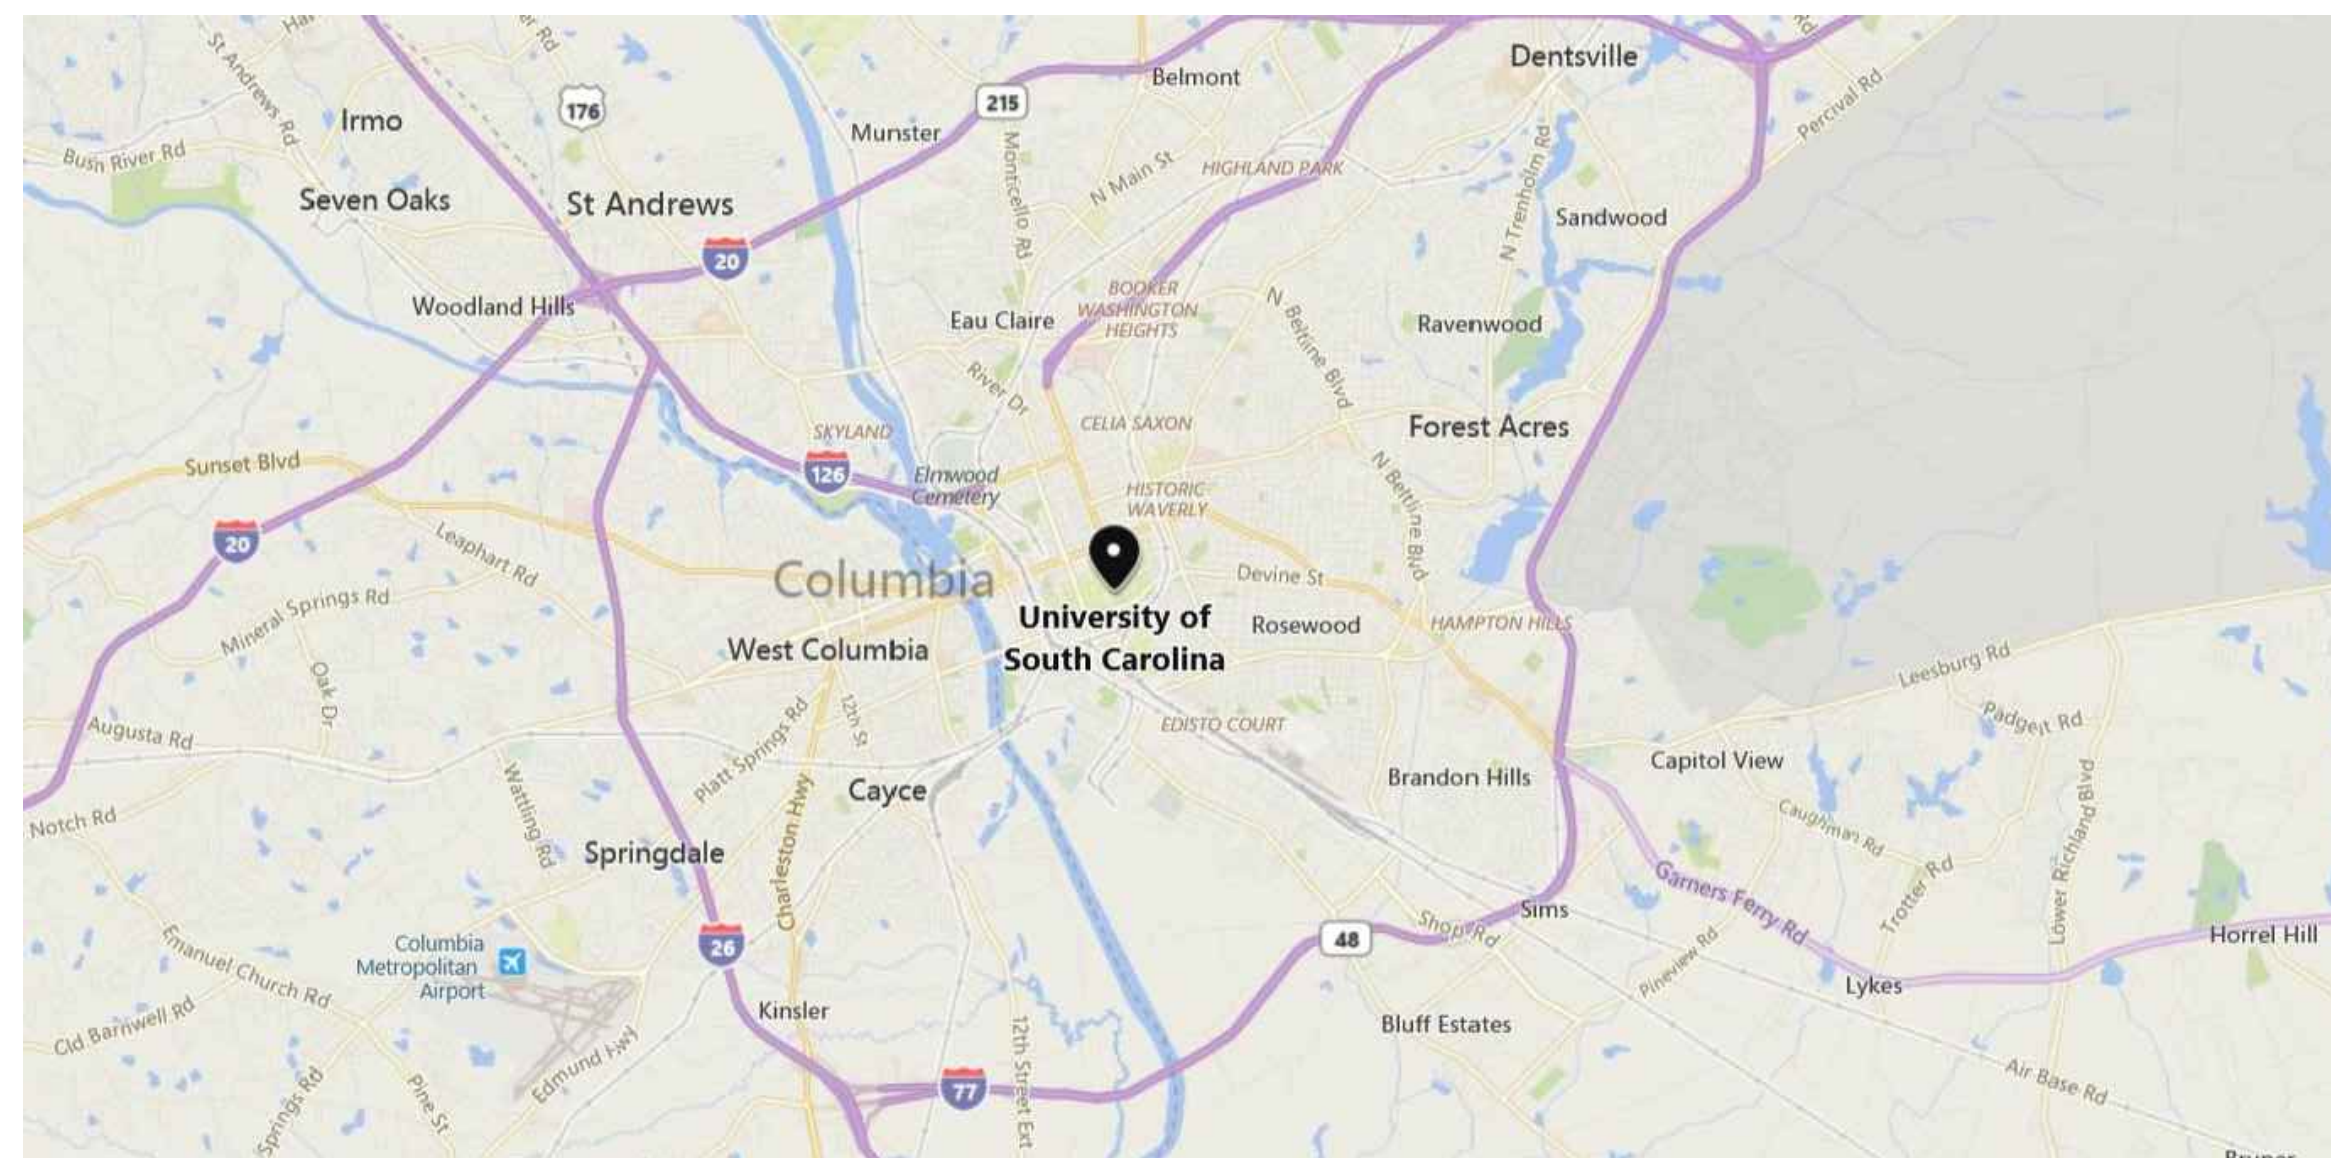 St Andrews Rd
176
Irmo
Bush River Rd
Seven Oaks
St Andrews
20
Woodland Hills
Munster
215
Belmont
Monticello Rd
N Main St
HIGHLAND PARK
Dentsville
Percival Rd
N Trenholm Rd
Sandwood
Eau Claire
BOOKER
WASHINGTON
HEIGHTS
N Beltline Blvd
Ravenwood
River Dr
CELIA SAXON
Forest Acres
SKYLAND
126
Elmwood
Cemetery
HISTORIC
WAVERLY
N Beltline Blvd
Sunset Blvd
20
Leaphart Rd
Mineral Springs Rd
Oak Dr
Augusta Rd
Notch Rd
Columbia
West Columbia
University of
South Carolina
Devine St
Rosewood
HAMPTON HILLS
EDISTO COURT
Leesburg Rd
Padgett Rd
Capitol View
Brandon Hills
Caughman Rd
Lower Richland Blvd
Trotter Rd
Garners Ferry Rd
Horrel Hill
Lykes
Pineview Rd
Air Base Rd
Wattling Rd
Platt Springs Rd
12th St
Charleston Hwy
Cayce
Springdale
26
Columbia
Metropolitan
Airport
Emanuel Church Rd
Old Barnwell Rd
Springs Rd
Pine St
Edmund Hwy
Kinsler
77
12th Street Ext
48
Shop Rd
Sims
Bluff Estates